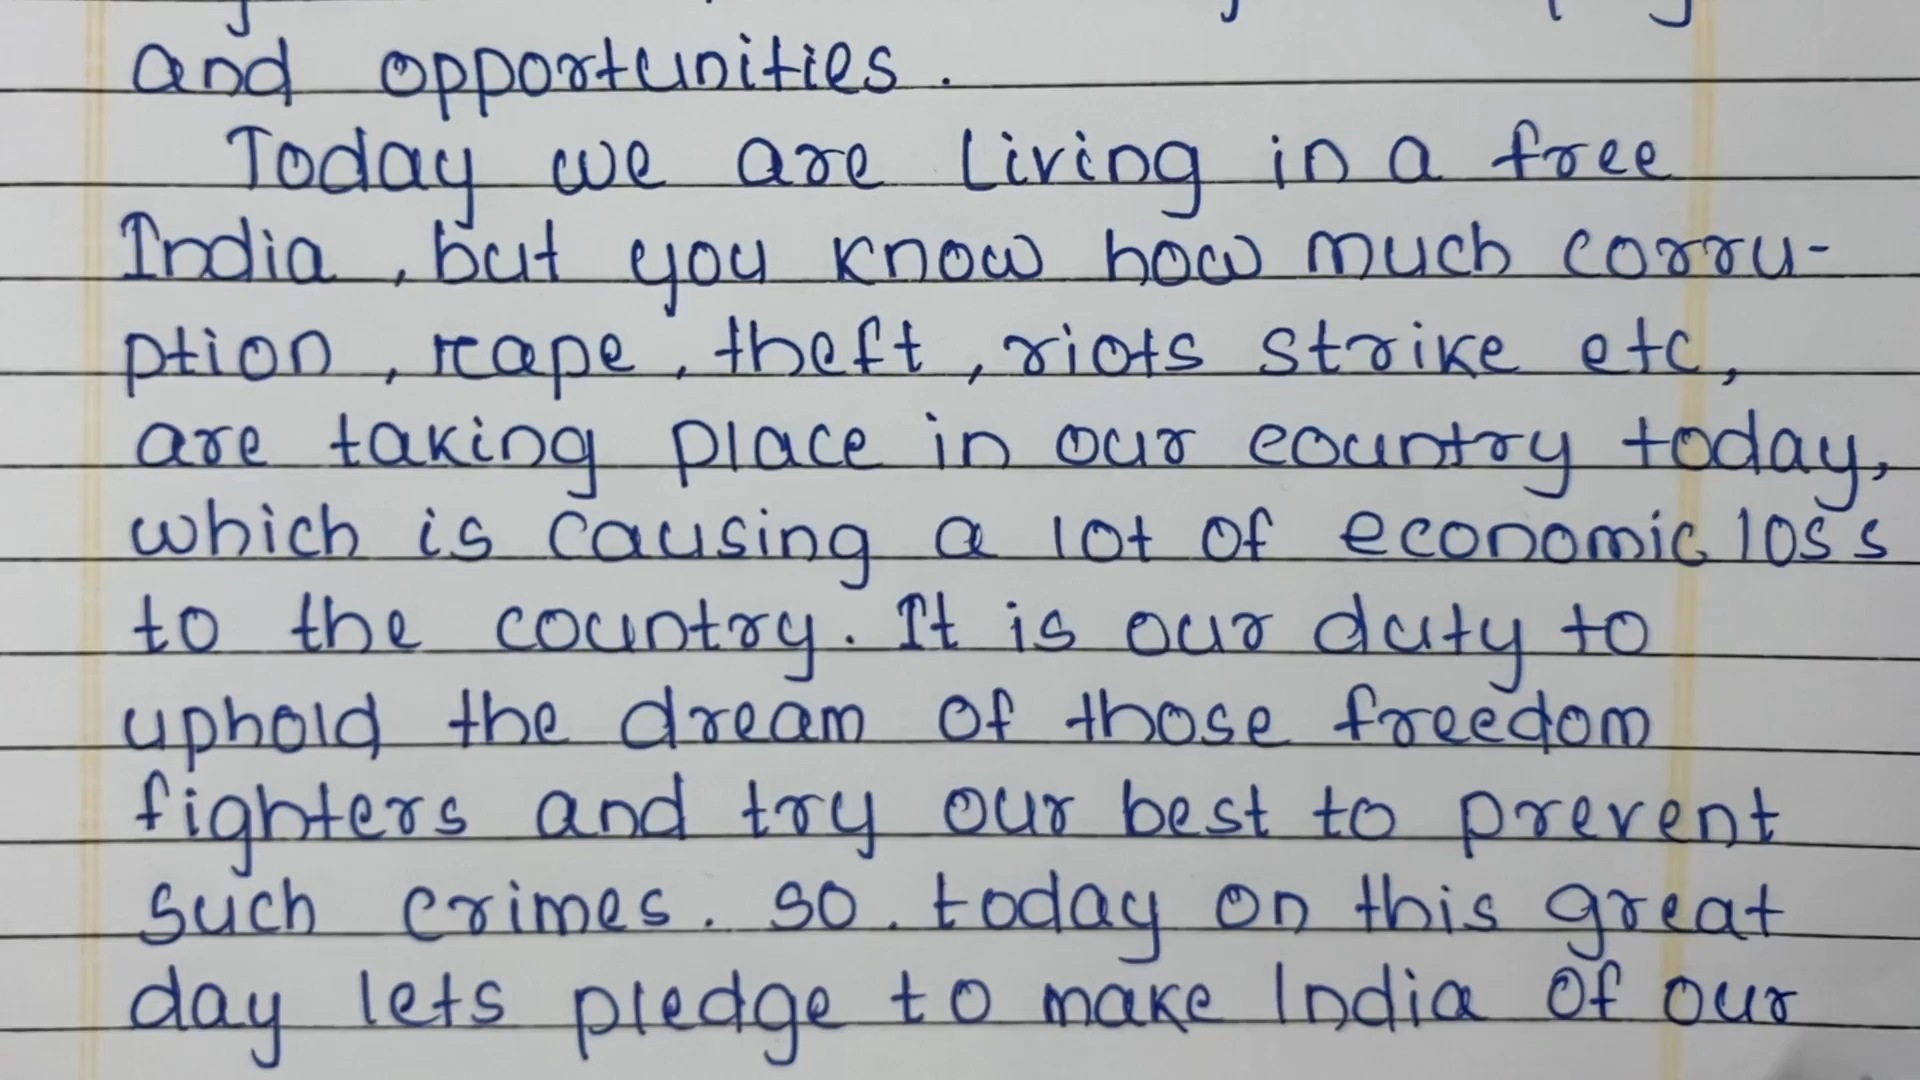 and opportunities.
Today we are living in a free
India, but you know how much corru-
ption, rape, theft, riots strike etc,
are taking place in our country today,
which is causing a lot of economic loss
to the country. It is our duty to
uphold the dream of those freedom
fighters and try our best to prevent
such crimes. so. today on this great
day lets pledge to make India of our